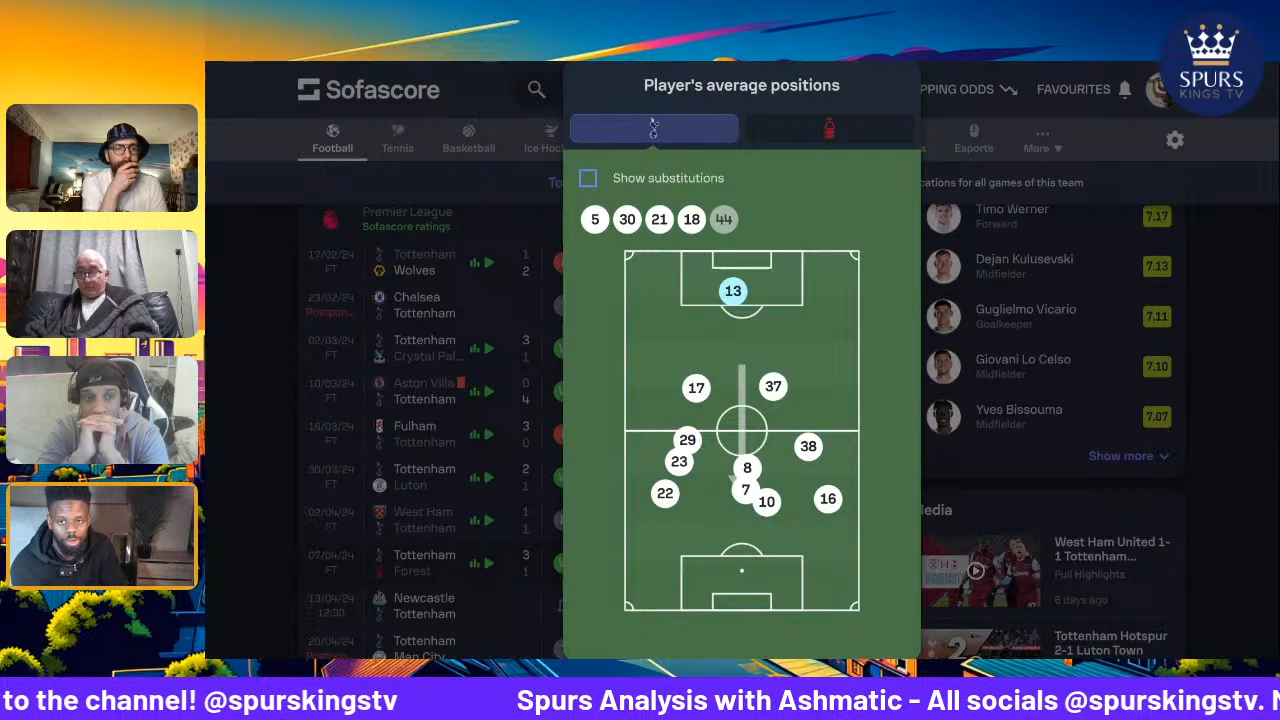 SPURS
KINGS TV
Sofascore
Player's average positions
PPING ODDS
FAVOURITES
Football
Tennis
Basketball
Ice Hoc
s
Esports
More
Show substitutions
To
cations for all games of this team
5 30 21 18 44
13
17 37
29 38
23 8
7
22 10 16
Premier League
Sofascore ratings
17/02/24 Tottenham 1
FT Wolves 2
23/02/24 Chelsea
Postpon... Tottenham
02/03/24 Tottenham 3
FT Crystal Pal... 1
10/03/24 Aston Villa 0
FT Tottenham 4
16/03/24 Fulham 3
FT Tottenham 0
30/03/24 Tottenham 2
FT Luton 1
02/04/24 West Ham 1
FT Tottenham 1
07/04/24 Tottenham 3
FT Forest 1
13/04/24 Newcastle
12:30 Tottenham
20/04/24 Tottenham
Postpon... Man City
Timo Werner 7.17
Forward
Dejan Kulusevski 7.13
Midfielder
Guglielmo Vicario 7.11
Goalkeeper
Giovani Lo Celso 7.10
Midfielder
Yves Bissouma 7.07
Midfielder
Show more
edia
West Ham United 1-
1 Tottenham...
Full Highlights
6 days ago
Tottenham Hotspur
2-1 Luton Town
to the channel! @spurskingstv Spurs Analysis with Ashmatic - All socials @spurskingstv. N